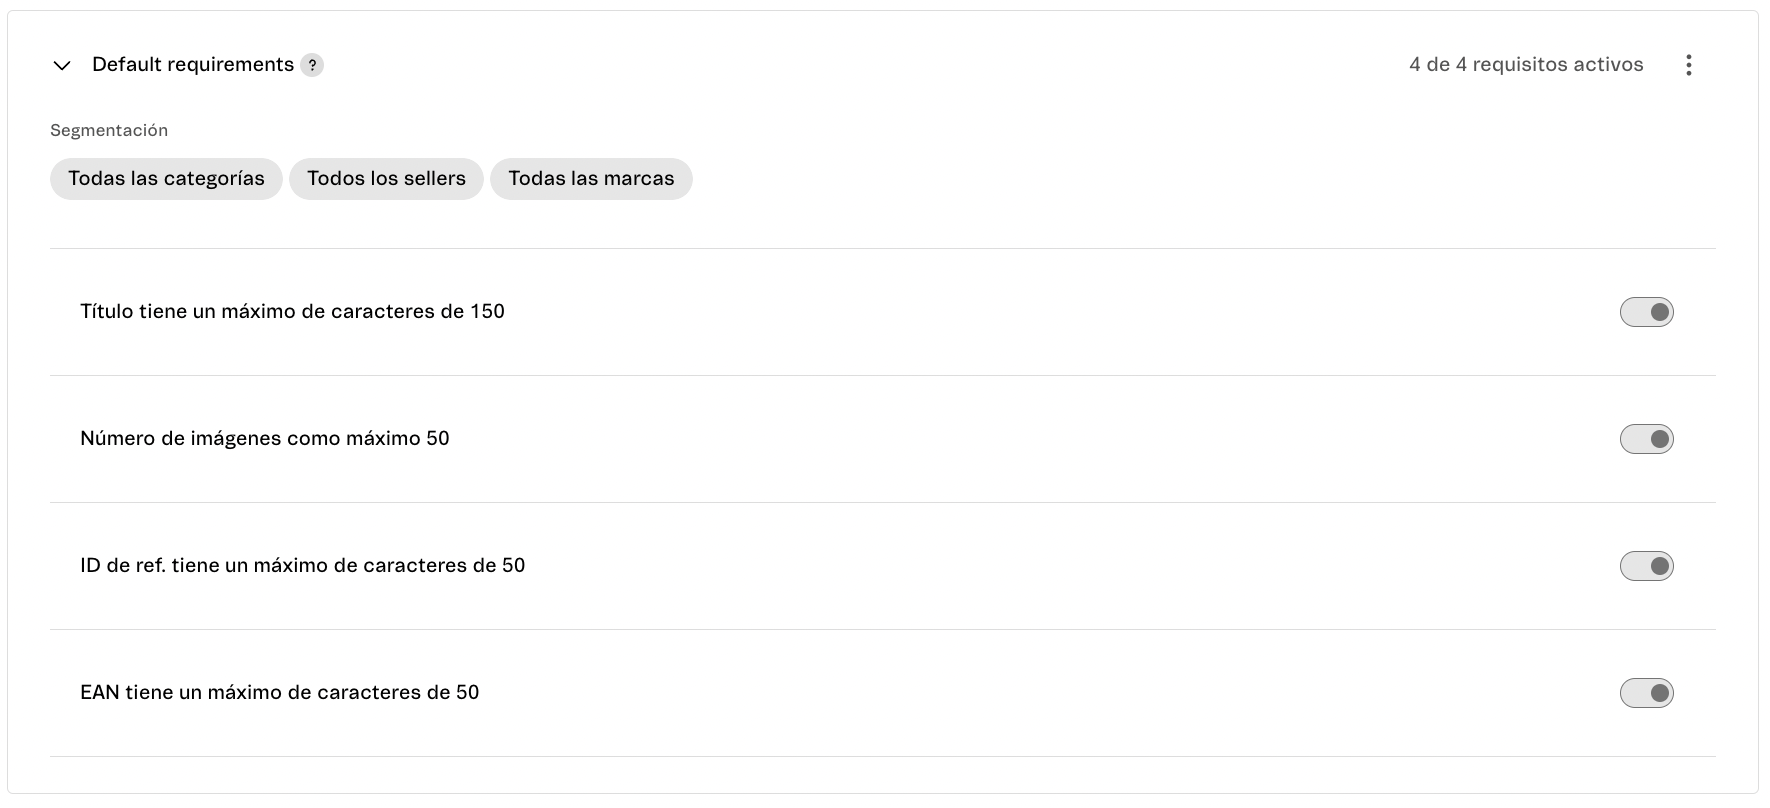 Default requirements ?
4 de 4 requisitos activos
Segmentación
Todas las categorías Todos los sellers Todas las marcas
Título tiene un máximo de caracteres de 150
Número de imágenes como máximo 50
ID de ref. tiene un máximo de caracteres de 50
EAN tiene un máximo de caracteres de 50